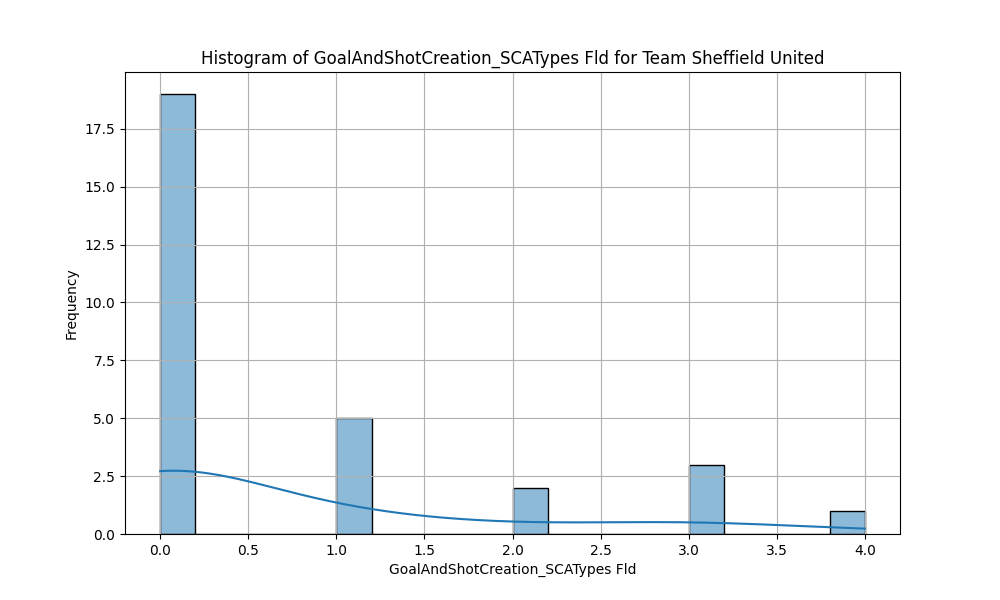 Histogram of GoalAndShotCreation_SCATypes Fld for Team Sheffield United
17.5
15.0
12.5
10.0
7.5
5.0
2.5
0.0
Frequency
0.0 0.5 1.0 1.5 2.0 2.5 3.0 3.5 4.0
GoalAndShotCreation_SCATypes Fld